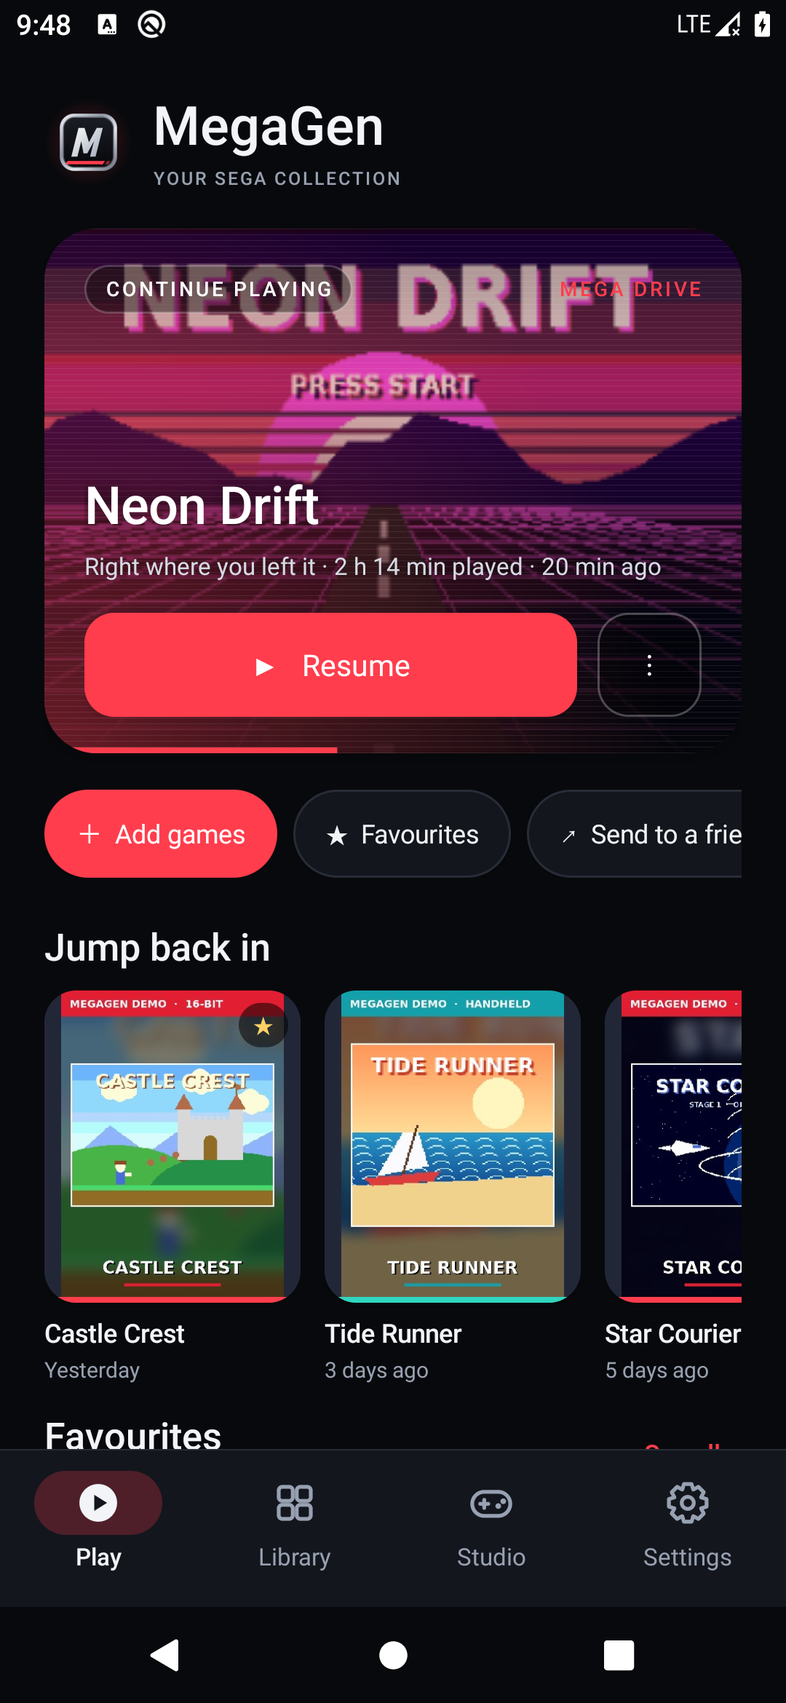 9:48
LTE
M
MegaGen
YOUR SEGA COLLECTION
NEON DRIFT
CONTINUE PLAYING
MEGA DRIVE
PRESS START
Neon Drift
Right where you left it · 2 h 14 min played · 20 min ago
Resume
Add games
Favourites
Send to a frie
Jump back in
MEGAGEN DEMO · 16-BIT
MEGAGEN DEMO · HANDHELD
MEGAGEN DEMO ·
CASTLE CREST
TIDE RUNNER
STAR CO
STAGE 1
CASTLE CREST
TIDE RUNNER
STAR CO
Castle Crest
Tide Runner
Star Courier
Yesterday
3 days ago
5 days ago
Favourites
Play
Library
Studio
Settings